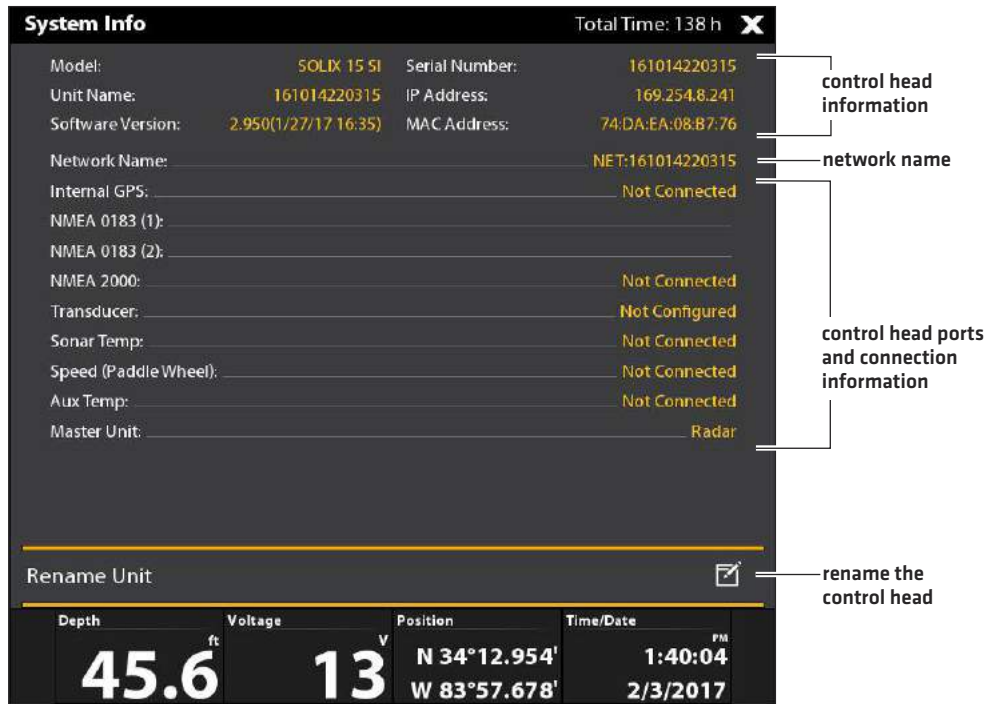 System Info Total Time: 138 h X
Model: SOLIX 15 SI Serial Number: 161014220315
Unit Name: 161014220315 IP Address: 169.254.8.241
Software Version: 2.950(1/27/17 16:35) MAC Address: 74:DA:EA:08:B7:76
control head
information
Network Name: NET:161014220315
network name
Internal GPS: Not Connected
NMEA 0183 (1):
NMEA 0183 (2):
NMEA 2000: Not Connected
Transducer: Not Configured
Sonar Temp: Not Connected
Speed (Paddle Wheel): Not Connected
Aux Temp: Not Connected
Master Unit: Radar
control head ports
and connection
information
Rename Unit
rename the
control head
Depth Voltage Position Time/Date
ft V PM
45.6 13 N 34°12.954' 1:40:04
W 83°57.678' 2/3/2017